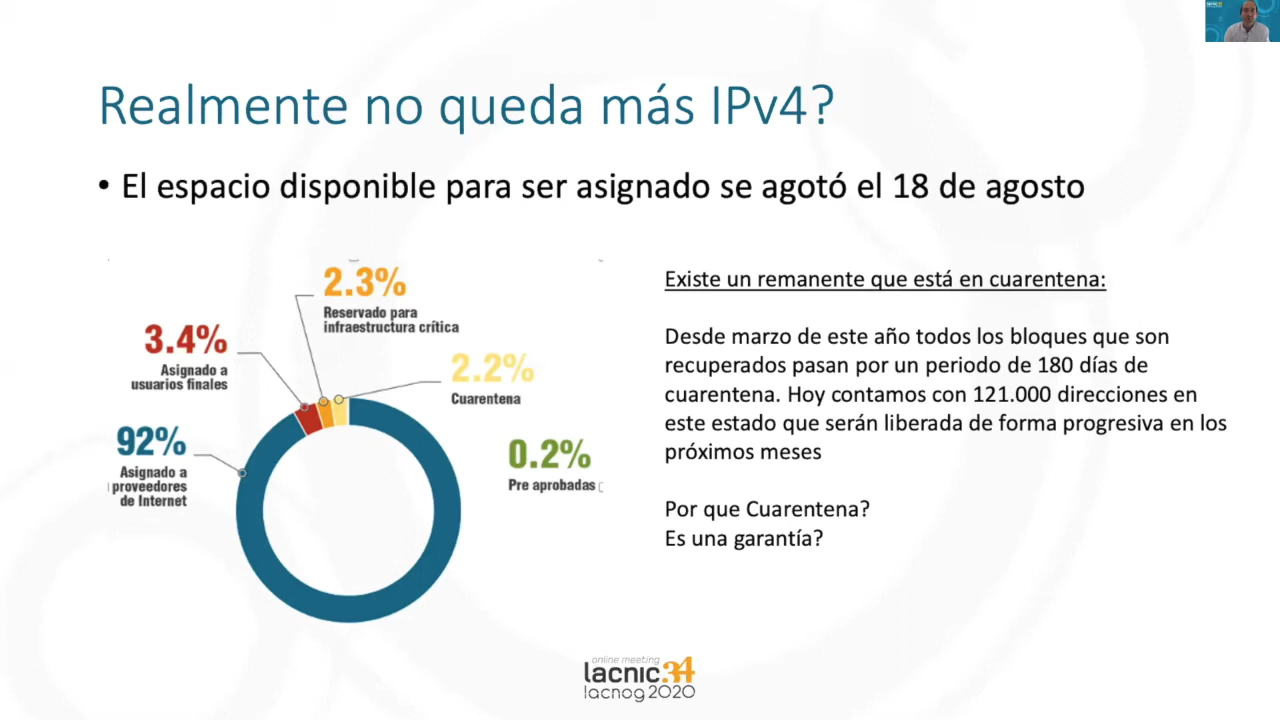 Realmente no queda más IPv4?
• El espacio disponible para ser asignado se agotó el 18 de agosto
2.3%
Reservado para
infraestructura crítica
3.4%
Asignado a
usuarios finales
2.2%
Cuarentena
92%
Asignado a
proveedores
de Internet
0.2%
Pre aprobadas
Existe un remanente que está en cuarentena:
Desde marzo de este año todos los bloques que son
recuperados pasan por un periodo de 180 días de
cuarentena. Hoy contamos con 121.000 direcciones en
este estado que serán liberada de forma progresiva en los
próximos meses
Por que Cuarentena?
Es una garantía?
online meeting
lacnic34
lacnog2020